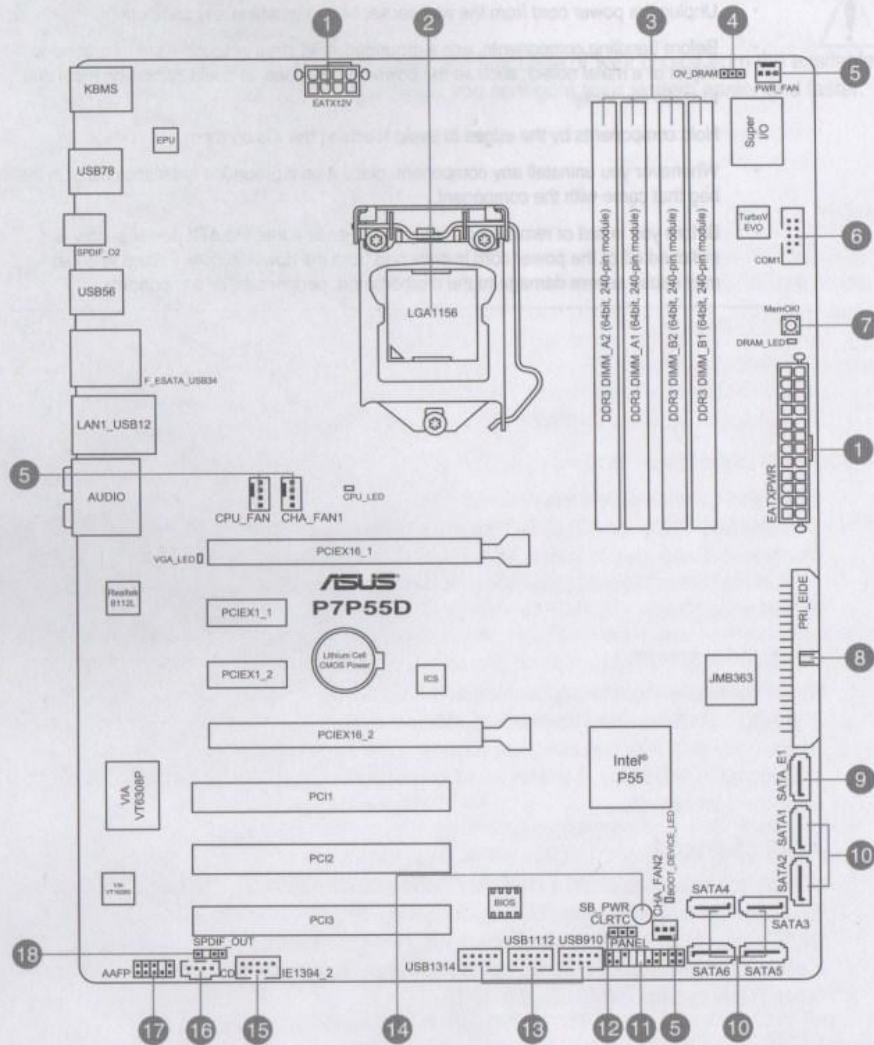 1
2
3
4
OV_DRAM
5
PWR_FAN
KBMS
EATX12V
EPU
Super I/O
USB78
TurboV EVO
6
COM1
SPDIF_O2
USB56
LGA1156
DDR3 DIMM_A2 (64bit, 240-pin module)
DDR3 DIMM_A1 (64bit, 240-pin module)
DDR3 DIMM_B2 (64bit, 240-pin module)
DDR3 DIMM_B1 (64bit, 240-pin module)
MemOK!
7
DRAM_LED
F_ESATA_USB34
LAN1_USB12
EATXPWR
1
5
AUDIO
CPU_FAN
CHA_FAN1
CPU_LED
VGA_LED
PCIEX16_1
ASUS
P7P55D
Realtek
8112L
PCIEX1_1
Lithium Cell
CMOS Power
PCIEX1_2
ICS
JMB363
PRI_EIDE
8
PCIEX16_2
Intel®
P55
VIA
VT6308P
PCI1
SATA_E1
9
SATA1
SATA2
10
PCI2
VIA
BIOS
CHA_FAN2
BOOT_DEVICE_LED
SB_PWR
CLRTC
SATA4
SATA3
PCI3
18
SPDIF_OUT
AAFP
CD
IE1394_2
USB1314
USB1112
USB910
PANEL
SATA6
SATA5
17
16
15
14
13
12
11
5
10